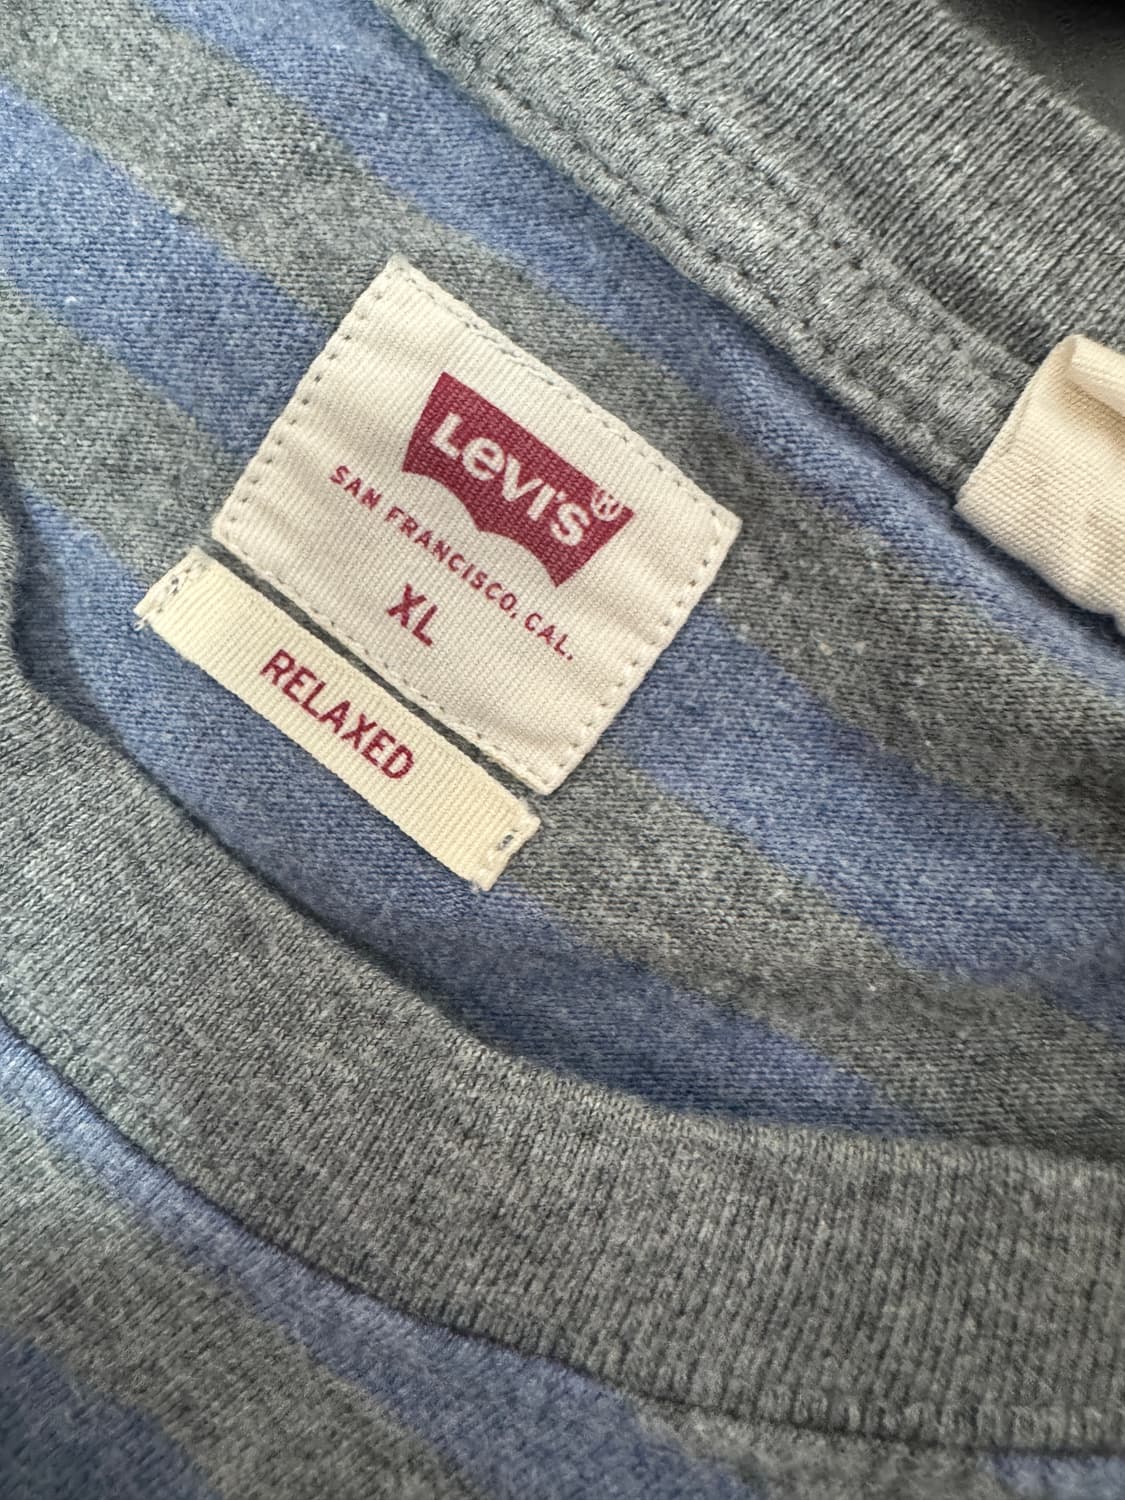 Levi's®
SAN FRANCISCO, CAL.
XL
RELAXED